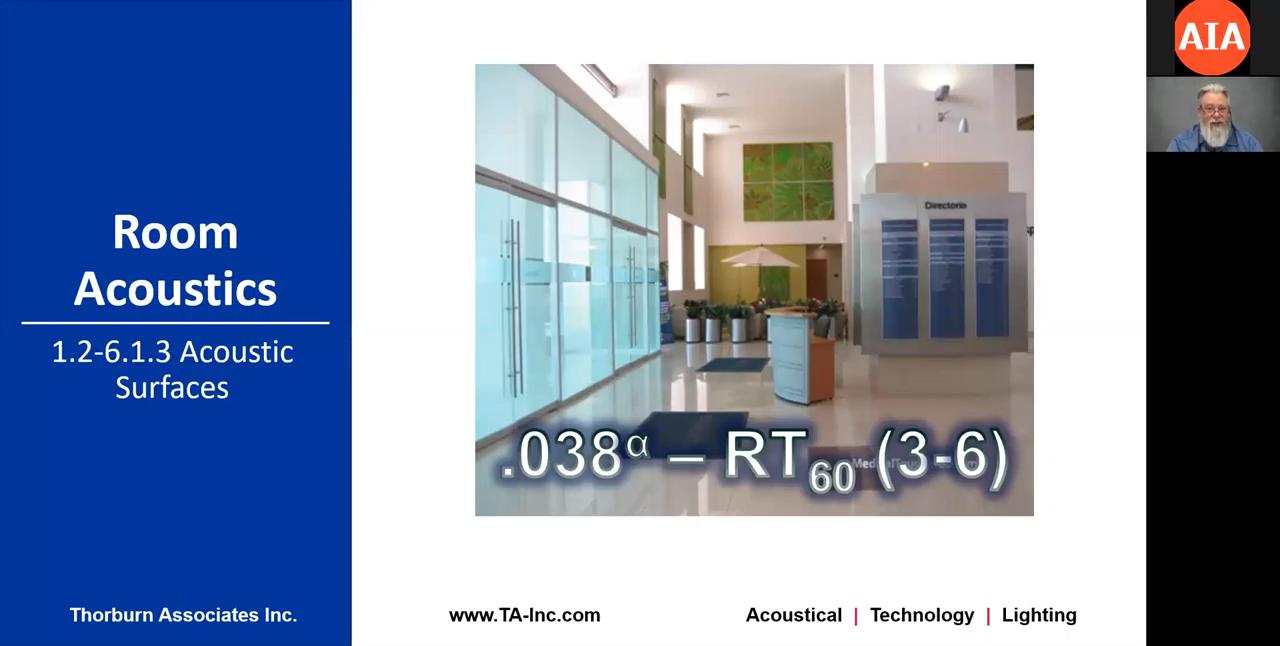 Room
Acoustics
1.2-6.1.3 Acoustic
Surfaces
Thorburn Associates Inc.
Directorio
.038α – RT60 (3-6)
www.TA-Inc.com
Acoustical | Technology | Lighting
AIA